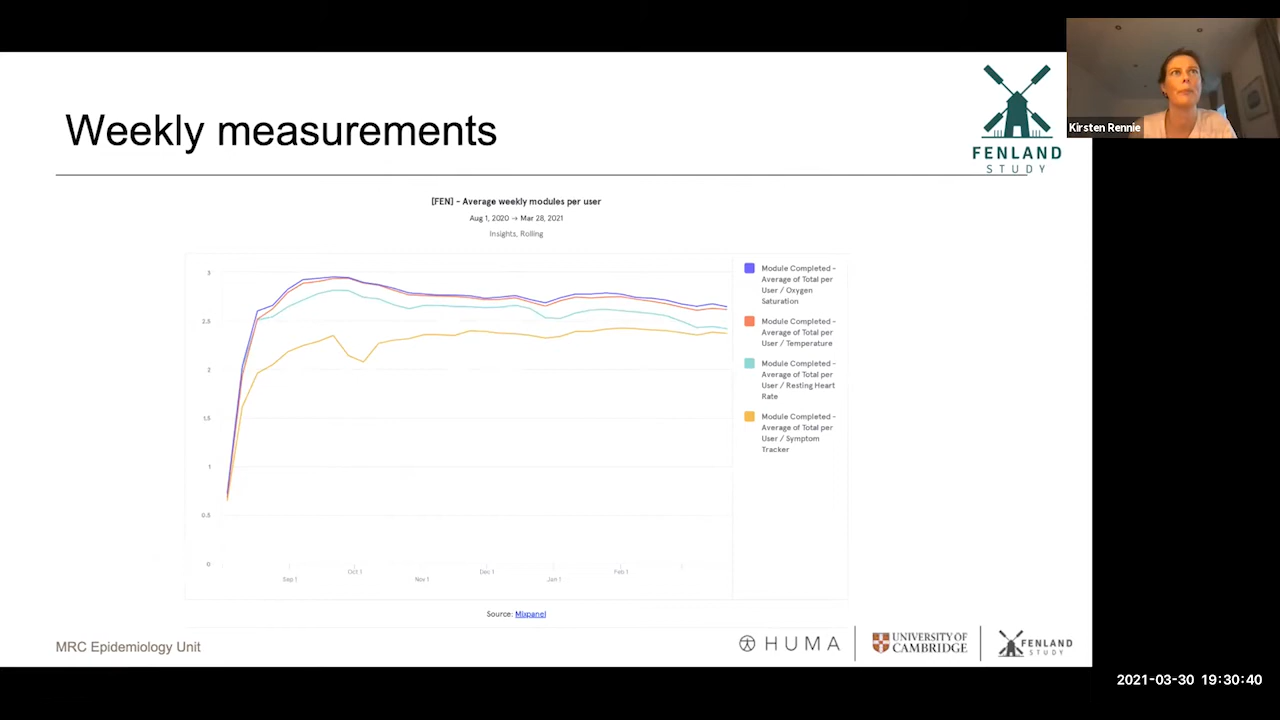 Weekly measurements
FENLAND
STUDY
Kirsten Rennie
[FEN] - Average weekly modules per user
Aug 1, 2020 → Mar 28, 2021
Insights, Rolling
3
2.5
2
1.5
1
0.5
0
Sep 1
Oct 1
Nov 1
Dec 1
Jan 1
Feb 1
Module Completed -
Average of Total per
User / Oxygen
Saturation
Module Completed -
Average of Total per
User / Temperature
Module Completed -
Average of Total per
User / Resting Heart
Rate
Module Completed -
Average of Total per
User / Symptom
Tracker
Source: Mixpanel
MRC Epidemiology Unit
HUMA
UNIVERSITY OF
CAMBRIDGE
FENLAND
STUDY
2021-03-30 19:30:40